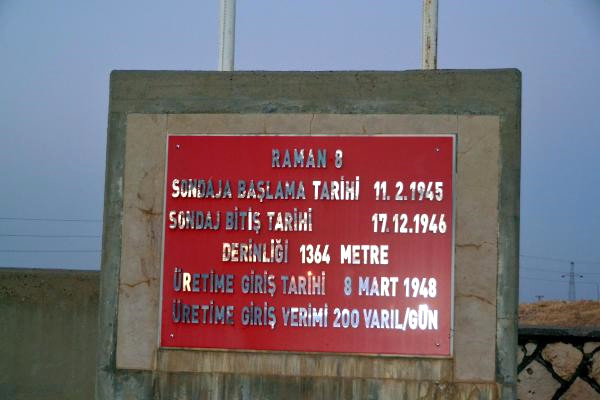 RAMAN 8
SONDAJA BAŞLAMA TARİHİ 11. 2. 1945
SONDAJ BİTİŞ TARİHİ 17. 12. 1946
DERİNLİĞİ 1364 METRE
ÜRETİME GİRİŞ TARİHİ 8 MART 1948
ÜRETİME GİRİŞ VERİMİ 200 VARIL/GÜN